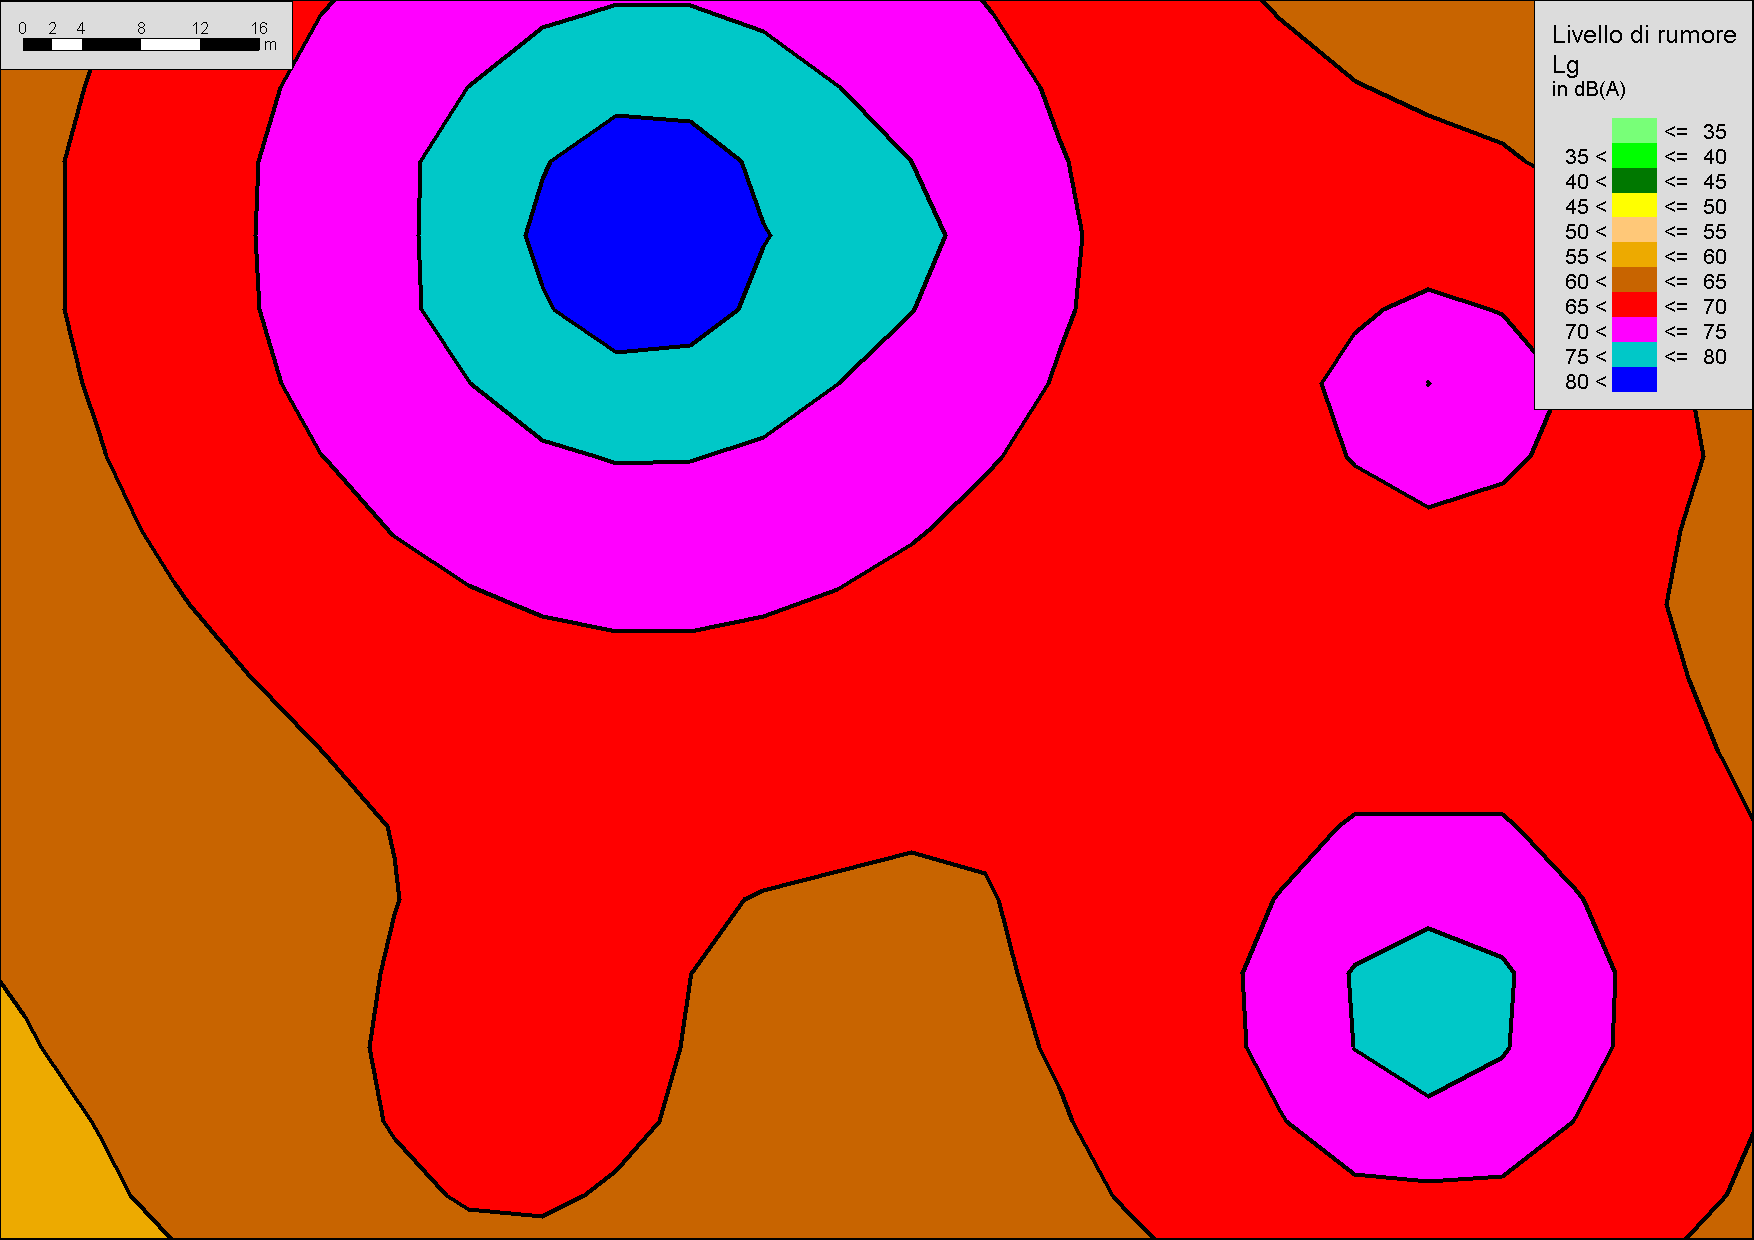 0 2 4 8 12 16
m
Livello di rumore
Lg
in dB(A)
<= 35
35 < <= 40
40 < <= 45
45 < <= 50
50 < <= 55
55 < <= 60
60 < <= 65
65 < <= 70
70 < <= 75
75 < <= 80
80 <